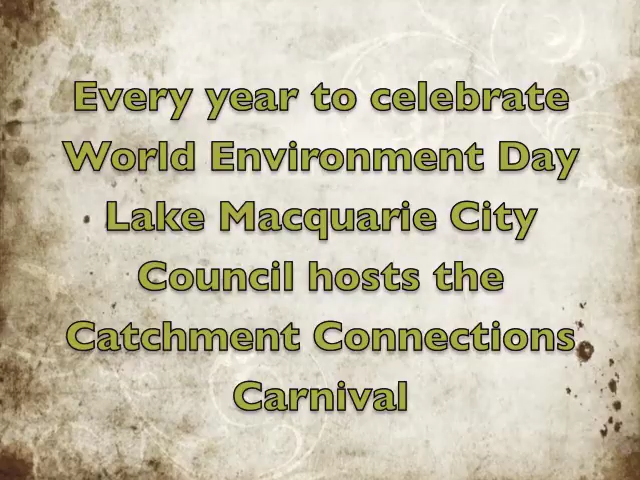 Every year to celebrate
World Environment Day
Lake Macquarie City
Council hosts the
Catchment Connections
Carnival